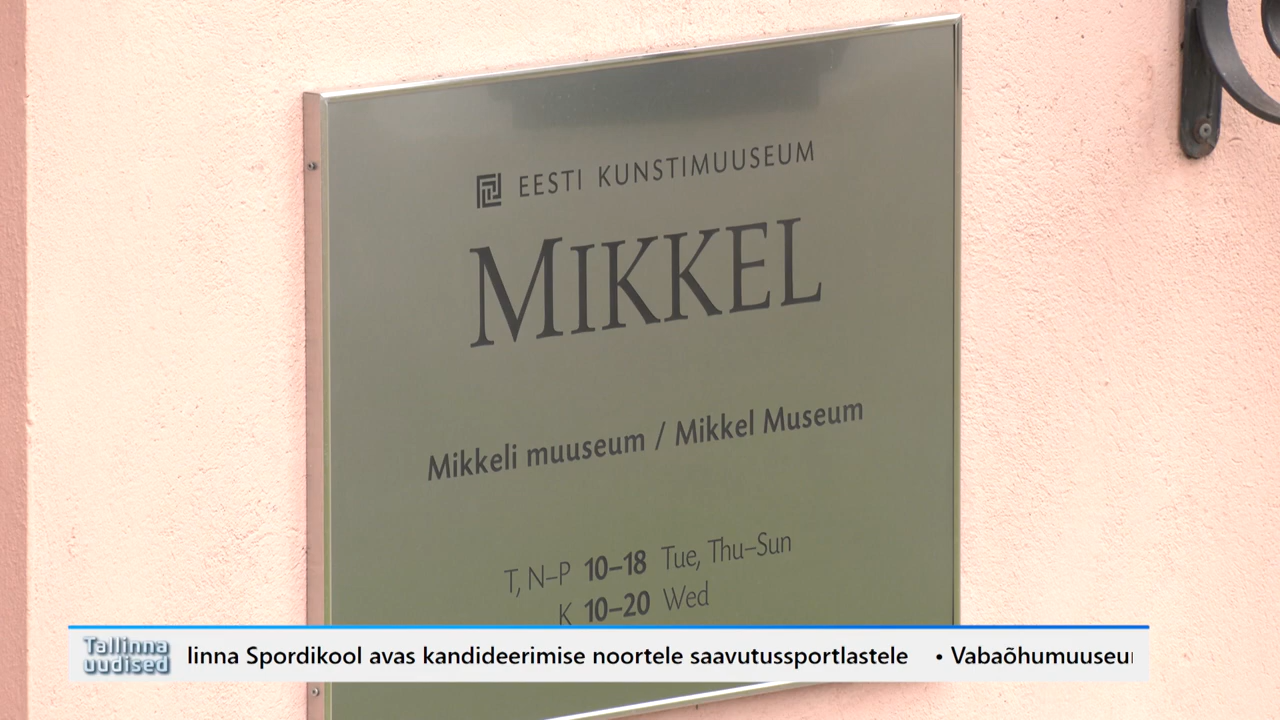 EESTI KUNSTIMUUSEUM
MIKKEL
Mikkeli muuseum / Mikkel Museum
T, N–P 10–18 Tue, Thu–Sun
K 10–20 Wed
Tallinna uudised
linna Spordikool avas kandideerimise noortele saavutussportlastele • Vabaõhumuuseu